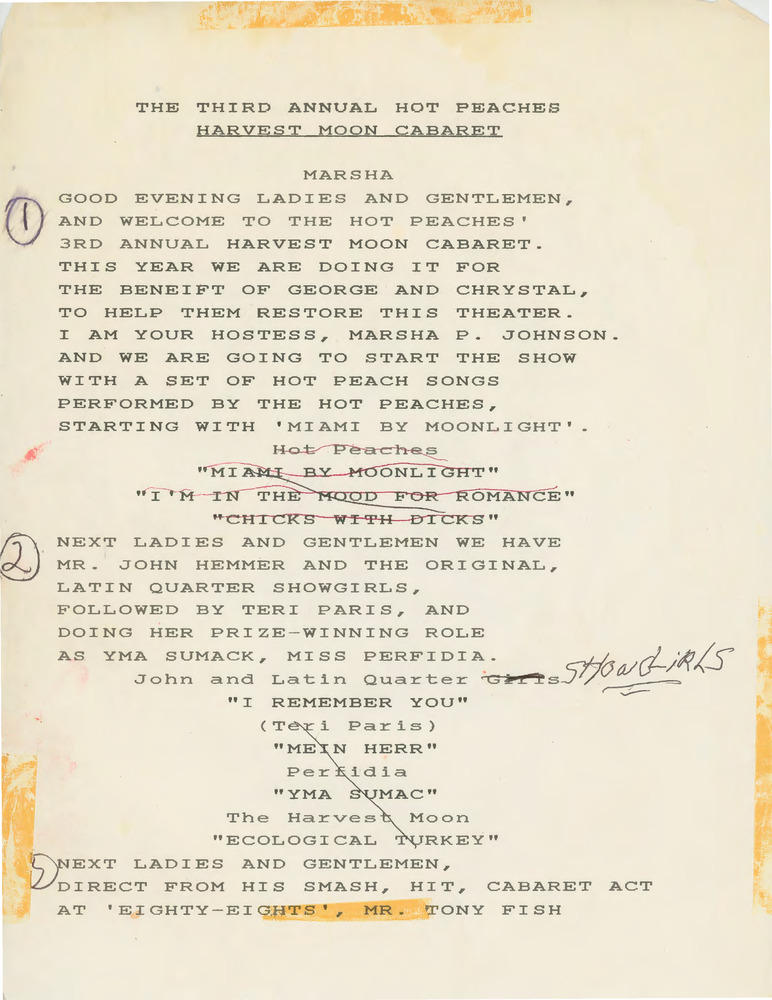 THE THIRD ANNUAL HOT PEACHES
HARVEST MOON CABARET
MARSHA
1
GOOD EVENING LADIES AND GENTLEMEN,
AND WELCOME TO THE HOT PEACHES'
3RD ANNUAL HARVEST MOON CABARET.
THIS YEAR WE ARE DOING IT FOR
THE BENEIFT OF GEORGE AND CHRYSTAL,
TO HELP THEM RESTORE THIS THEATER.
I AM YOUR HOSTESS, MARSHA P. JOHNSON.
AND WE ARE GOING TO START THE SHOW
WITH A SET OF HOT PEACH SONGS
PERFORMED BY THE HOT PEACHES,
STARTING WITH 'MIAMI BY MOONLIGHT'.
Hot Peaches
"MIAMI BY MOONLIGHT"
"I'M IN THE MOOD FOR ROMANCE"
"CHICKS WITH DICKS"
2
NEXT LADIES AND GENTLEMEN WE HAVE
MR. JOHN HEMMER AND THE ORIGINAL,
LATIN QUARTER SHOWGIRLS,
FOLLOWED BY TERI PARIS, AND
DOING HER PRIZE-WINNING ROLE
AS YMA SUMACK, MISS PERFIDIA.
John and Latin Quarter Girls SHOWGIRLS
"I REMEMBER YOU"
(Teri Paris)
"MEIN HERR"
Perfidia
"YMA SUMAC"
The Harvest Moon
"ECOLOGICAL TURKEY"
5
NEXT LADIES AND GENTLEMEN,
DIRECT FROM HIS SMASH, HIT, CABARET ACT
AT 'EIGHTY-EIGHTS', MR. TONY FISH